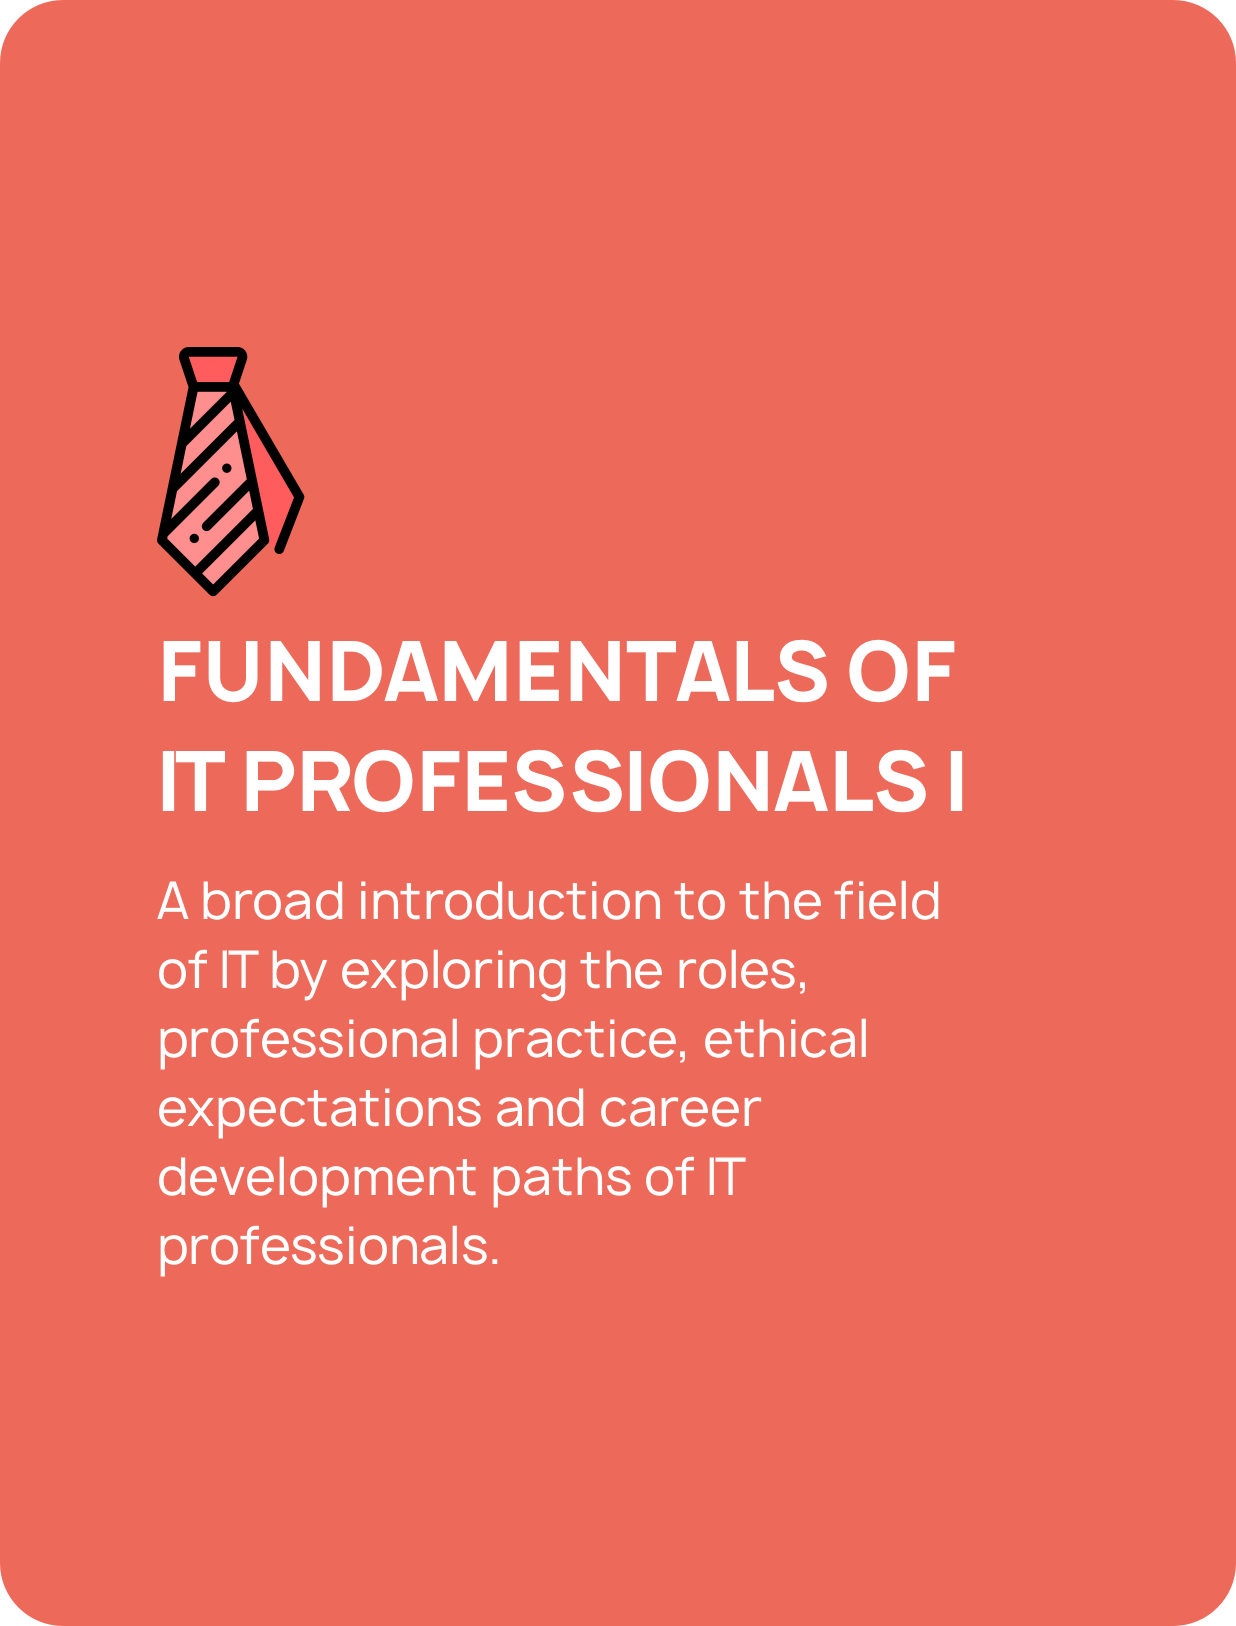 FUNDAMENTALS OF
IT PROFESSIONALS I
A broad introduction to the field
of IT by exploring the roles,
professional practice, ethical
expectations and career
development paths of IT
professionals.